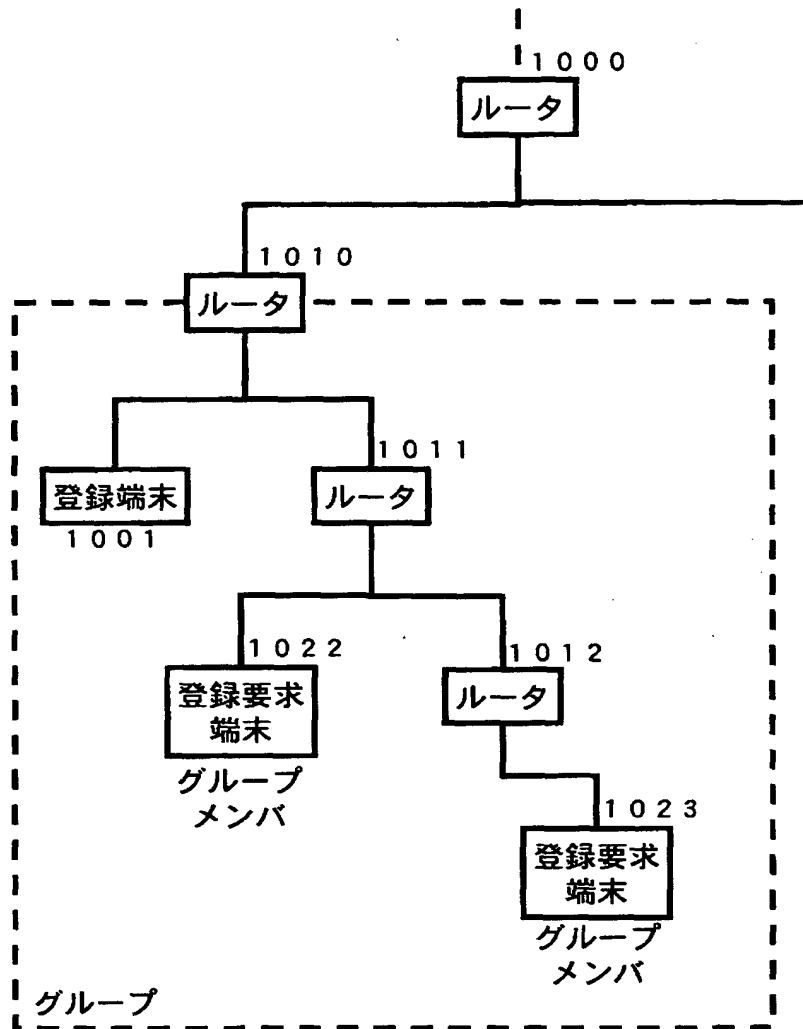 1000
ルータ
1010
ルータ
1011
登録端末
ルータ
1001
1022
1012
登録要求
端末
ルータ
グループ
メンバ
1023
登録要求
端末
グループ
メンバ
グループ